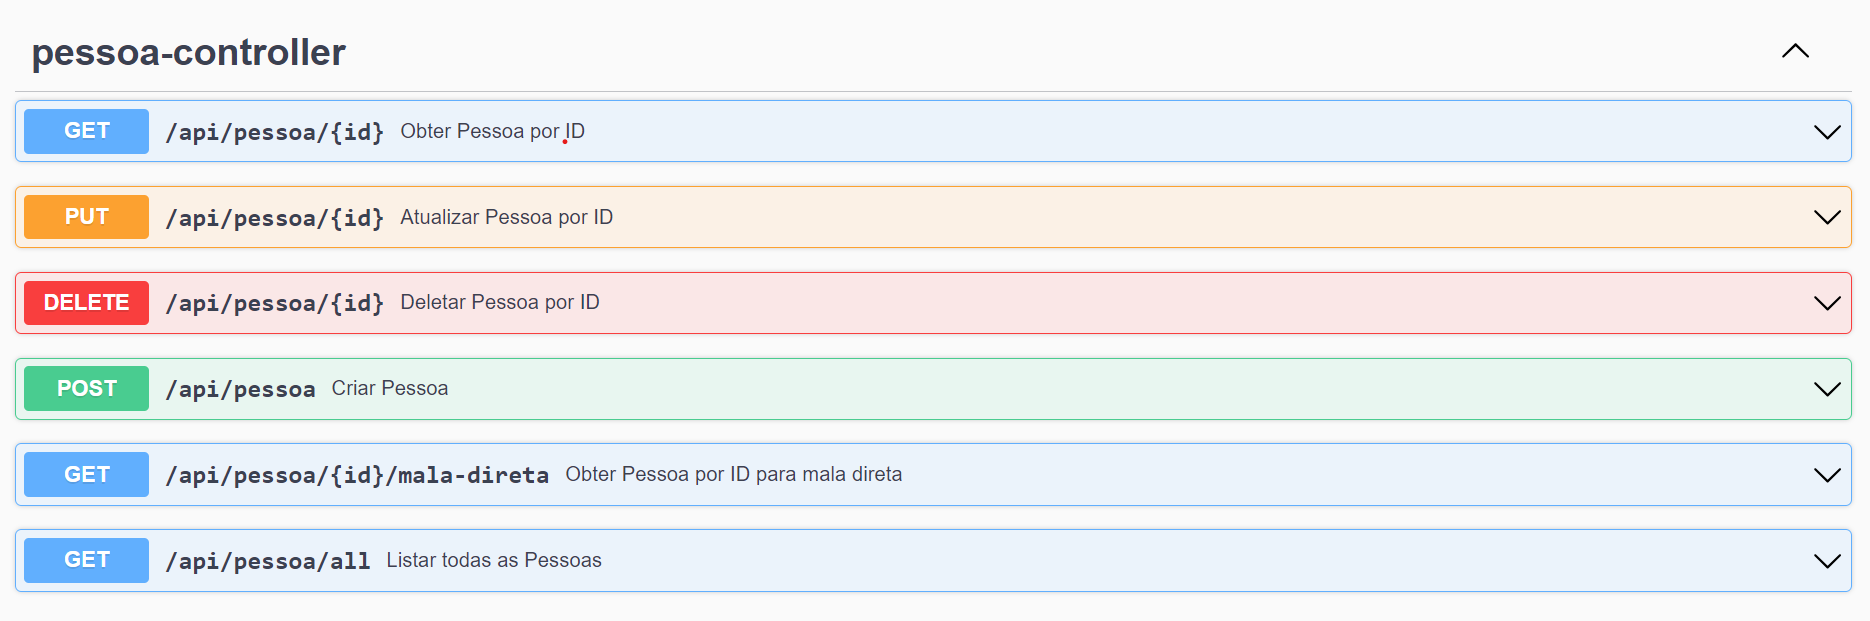 pessoa-controller
GET /api/pessoa/{id} Obter Pessoa por ID
PUT /api/pessoa/{id} Atualizar Pessoa por ID
DELETE /api/pessoa/{id} Deletar Pessoa por ID
POST /api/pessoa Criar Pessoa
GET /api/pessoa/{id}/mala-direta Obter Pessoa por ID para mala direta
GET /api/pessoa/all Listar todas as Pessoas